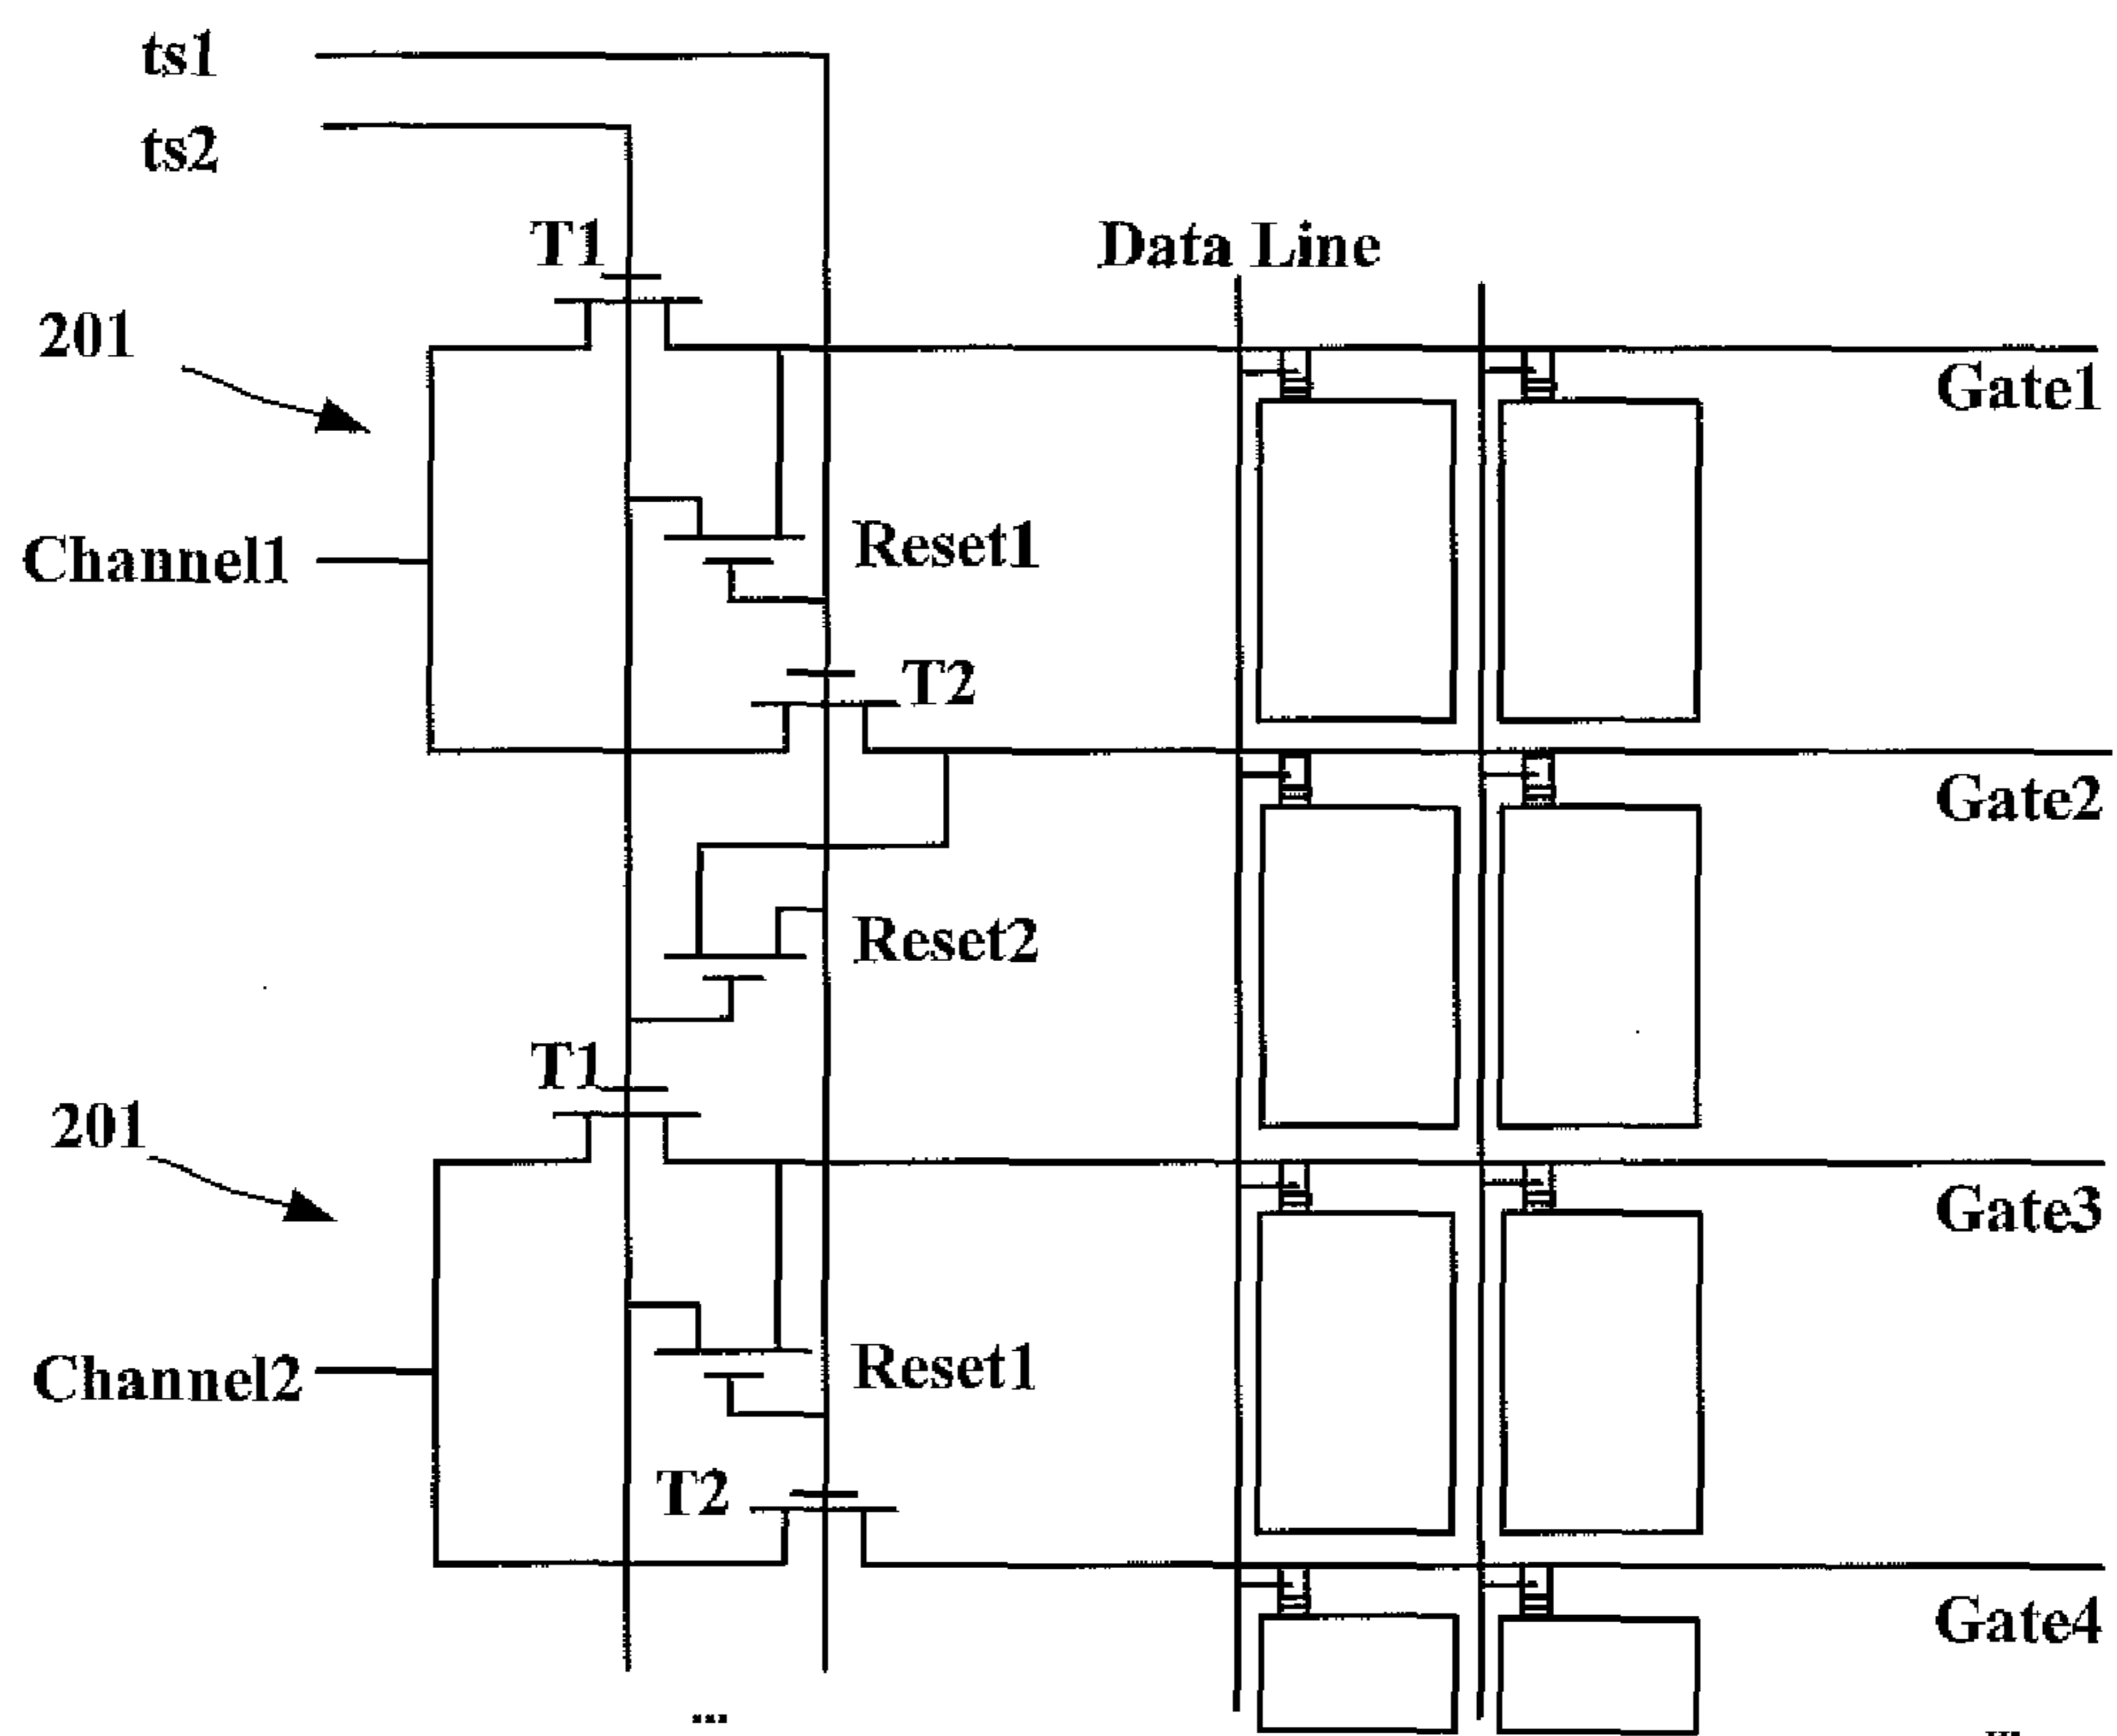 ts1
ts2
T1
Data Line
201
Gate1
Channel1
Reset1
T2
Gate2
Reset2
T1
201
Gate3
Channel2
Reset1
T2
Gate4
...